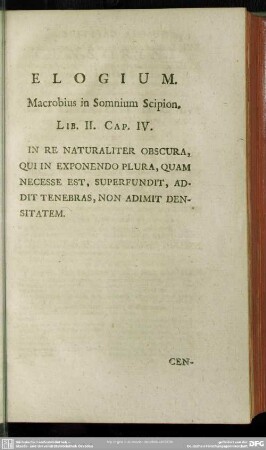 ELOGIUM.
Macrobius in Somnium Scipion.
LIB. II. CAP. IV.
IN RE NATURALITER OBSCURA,
QUI IN EXPONENDO PLURA, QUAM
NECESSE EST, SUPERFUNDIT, AD-
DIT TENEBRAS, NON ADIMIT DEN-
SITATEM.
CEN-
DFG